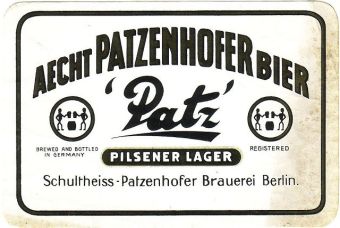 AECHT PATZENHOFER BIER
'Patz'
BREWED AND BOTTLED
IN GERMANY
REGISTERED
PILSENER LAGER
Schultheiss-Patzenhofer Brauerei Berlin.